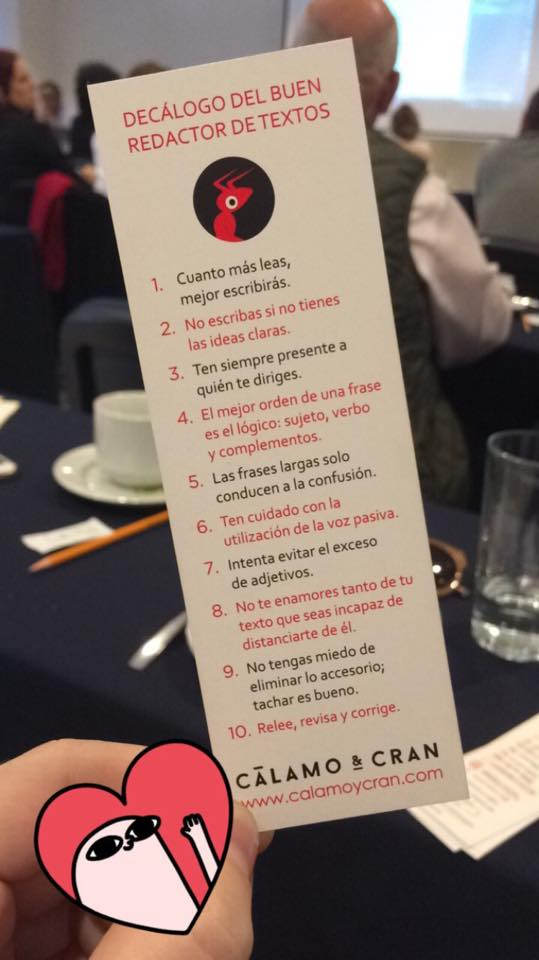 DECÁLOGO DEL BUEN
REDACTOR DE TEXTOS
1. Cuanto más leas,
mejor escribirás.
2. No escribas si no tienes
las ideas claras.
3. Ten siempre presente a
quién te diriges.
4. El mejor orden de una frase
es el lógico: sujeto, verbo
y complementos.
5. Las frases largas solo
conducen a la confusión.
6. Ten cuidado con la
utilización de la voz pasiva.
7. Intenta evitar el exceso
de adjetivos.
8. No te enamores tanto de tu
texto que seas incapaz de
distanciarte de él.
9. No tengas miedo de
eliminar lo accesorio;
tachar es bueno.
10. Relee, revisa y corrige.
CĀLAMO & CRAN
www.calamoycran.com